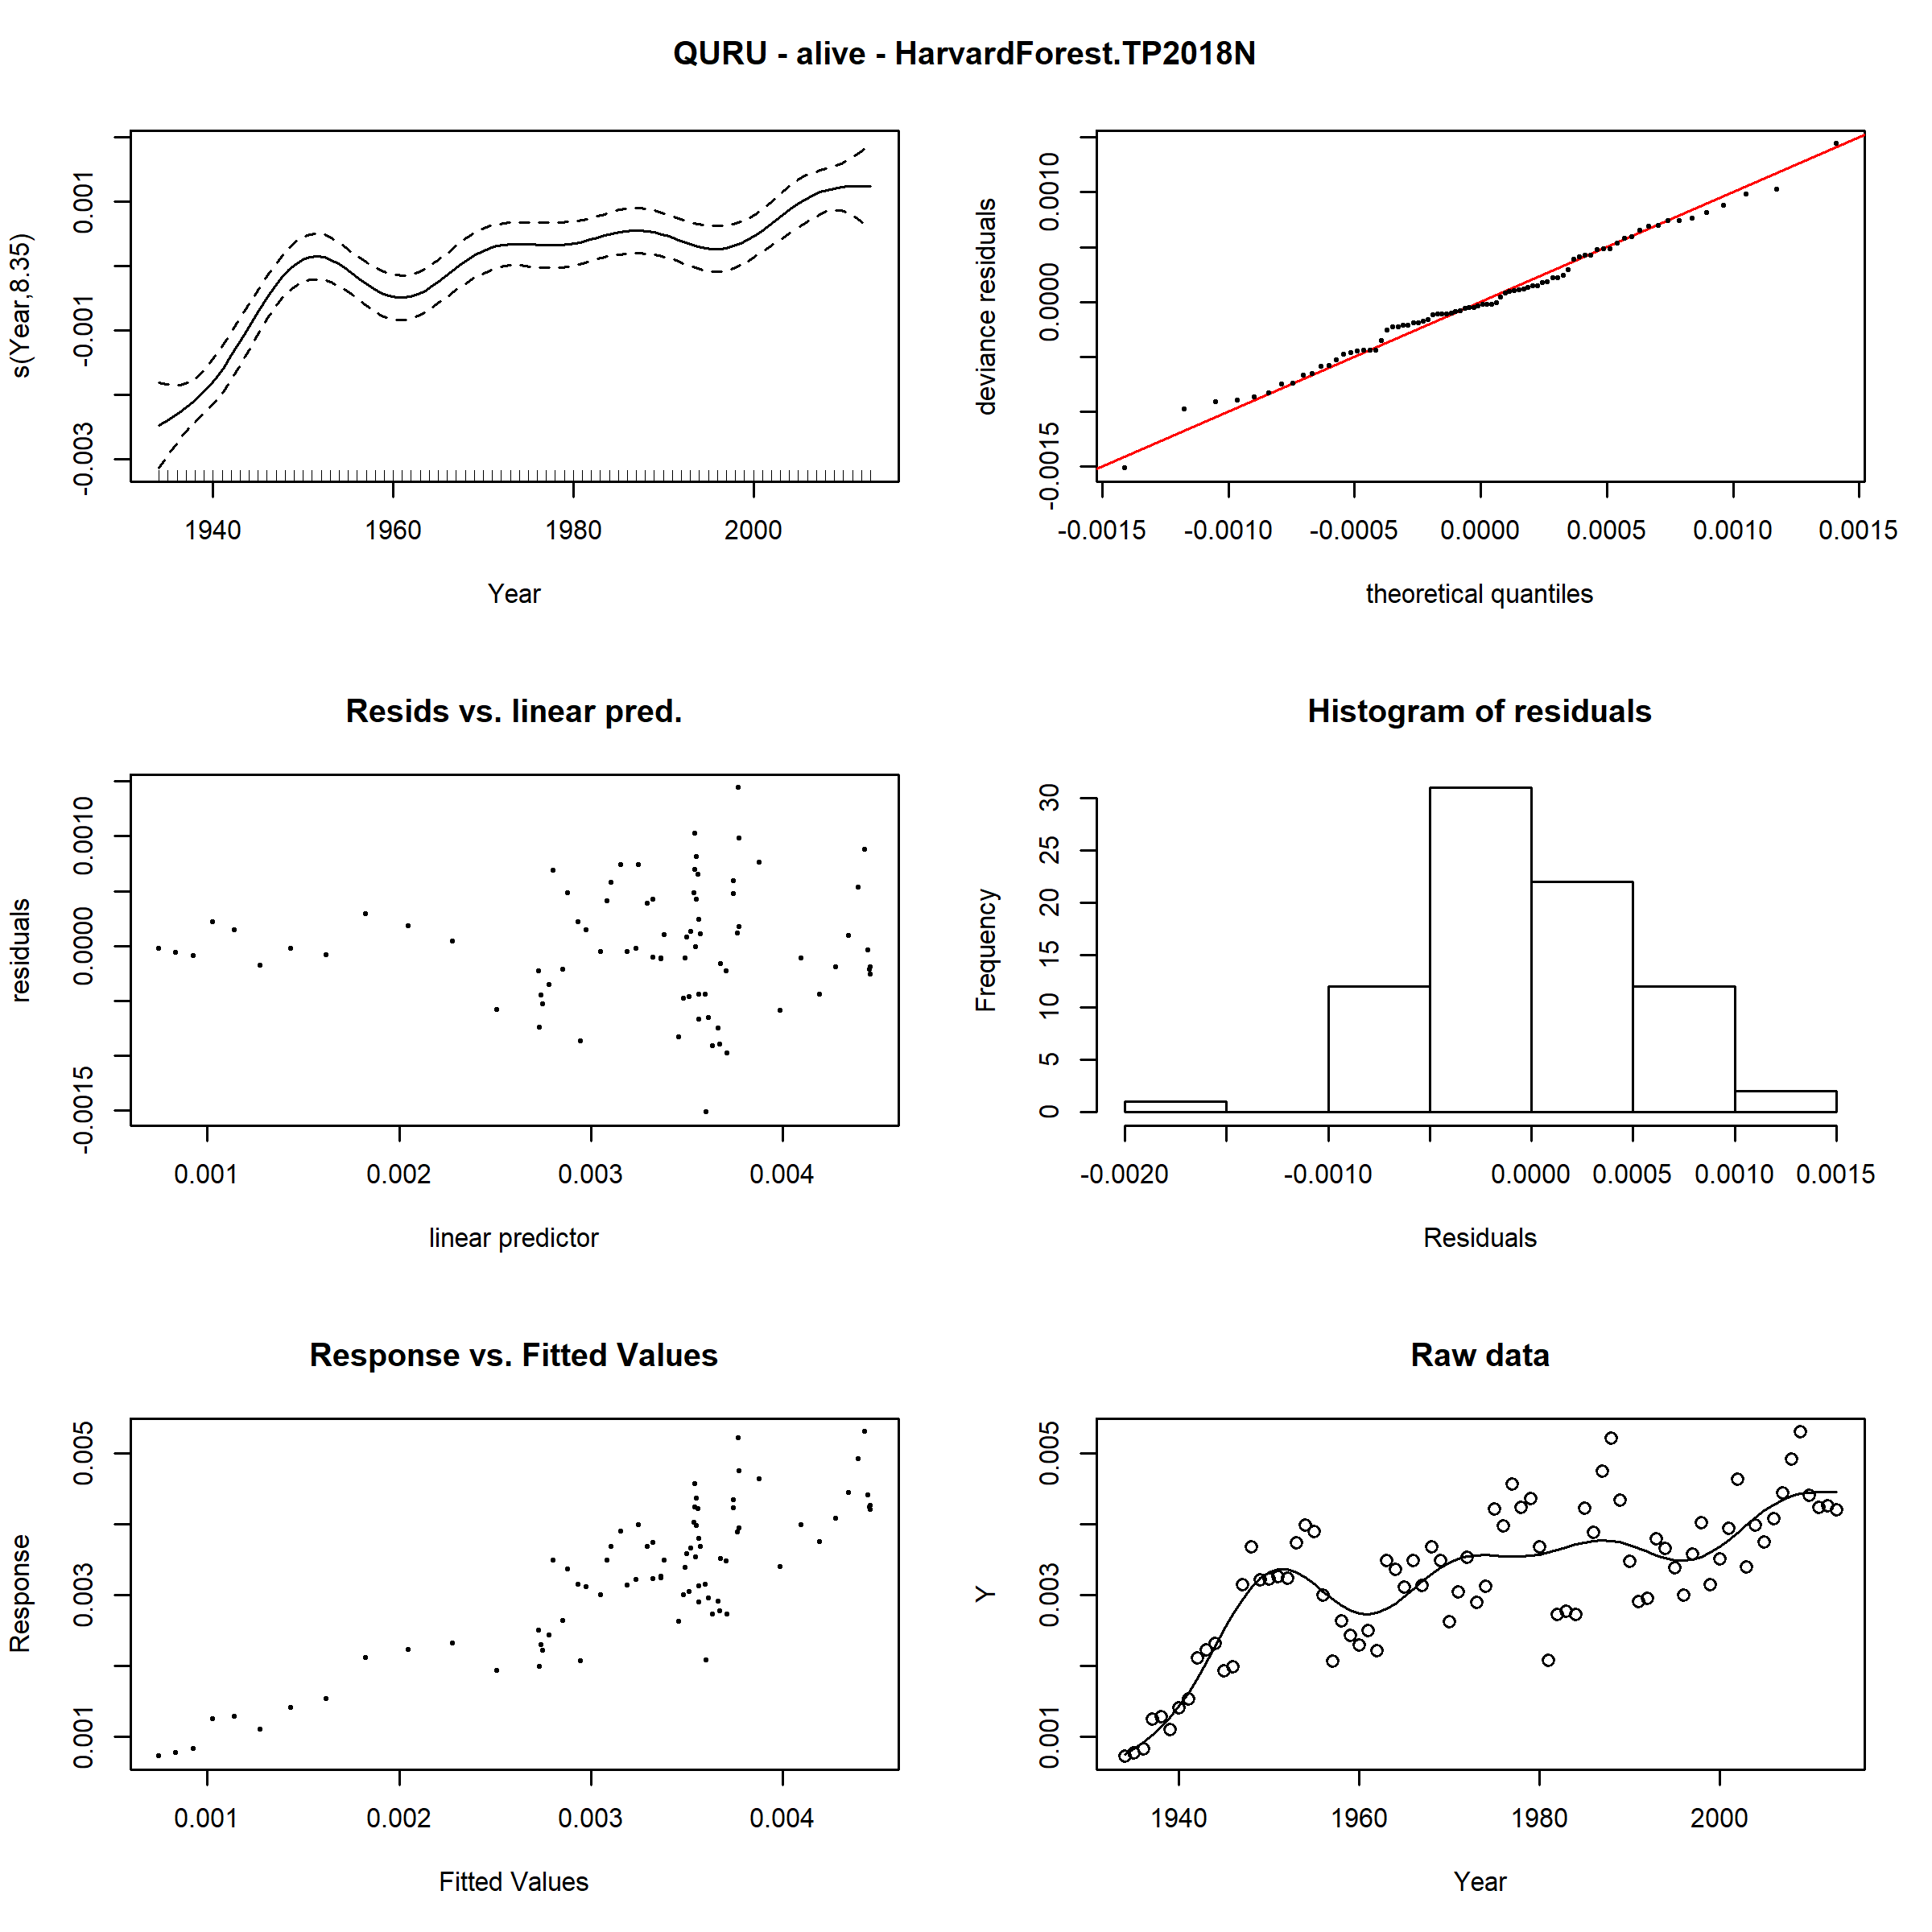 QURU - alive - HarvardForest.TP2018N
s(Year,8.35)
0.001
-0.001
-0.003
1940 1960 1980 2000
Year
deviance residuals
0.0010
0.0000
-0.0015
-0.0015 -0.0010 -0.0005 0.0000 0.0005 0.0010 0.0015
theoretical quantiles
Resids vs. linear pred.
residuals
0.0010
0.0000
-0.0015
0.001 0.002 0.003 0.004
linear predictor
Histogram of residuals
Frequency
30
25
20
15
10
5
0
-0.0020 -0.0010 0.0000 0.0005 0.0010 0.0015
Residuals
Response vs. Fitted Values
Response
0.005
0.003
0.001
0.001 0.002 0.003 0.004
Fitted Values
Raw data
Y
0.005
0.003
0.001
1940 1960 1980 2000
Year